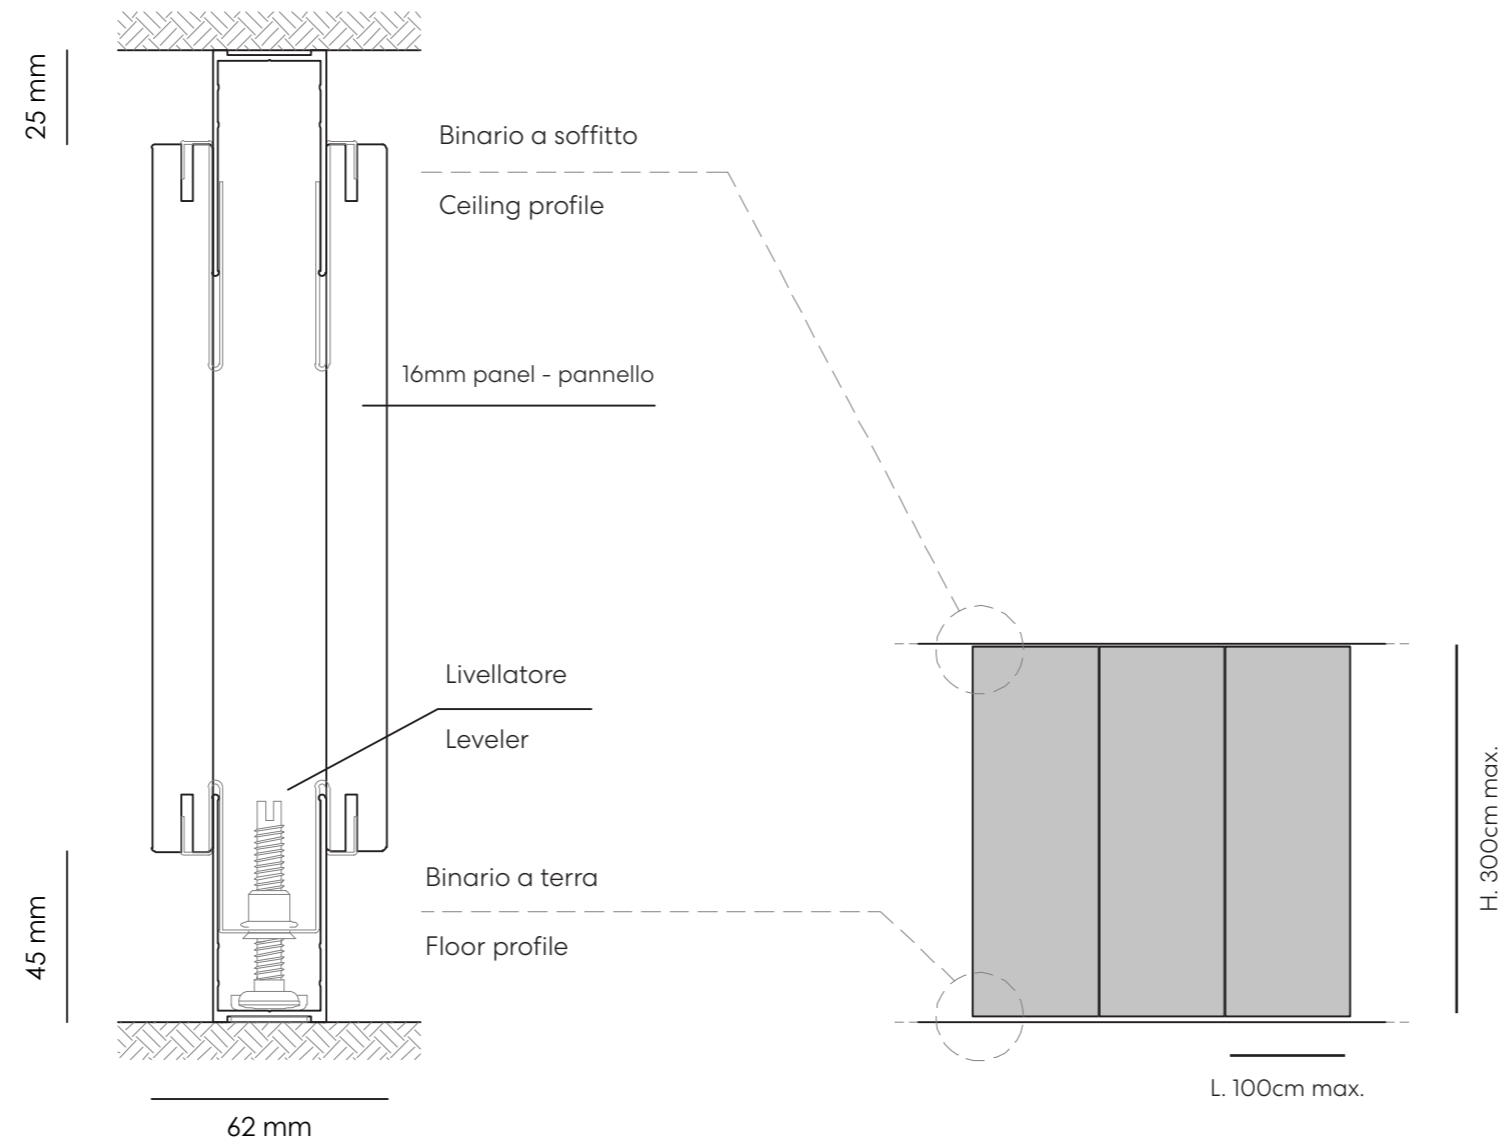 25 mm
Binario a soffitto
Ceiling profile
16mm panel - pannello
Livellatore
Leveler
Binario a terra
Floor profile
45 mm
62 mm
H. 300cm max.
L. 100cm max.